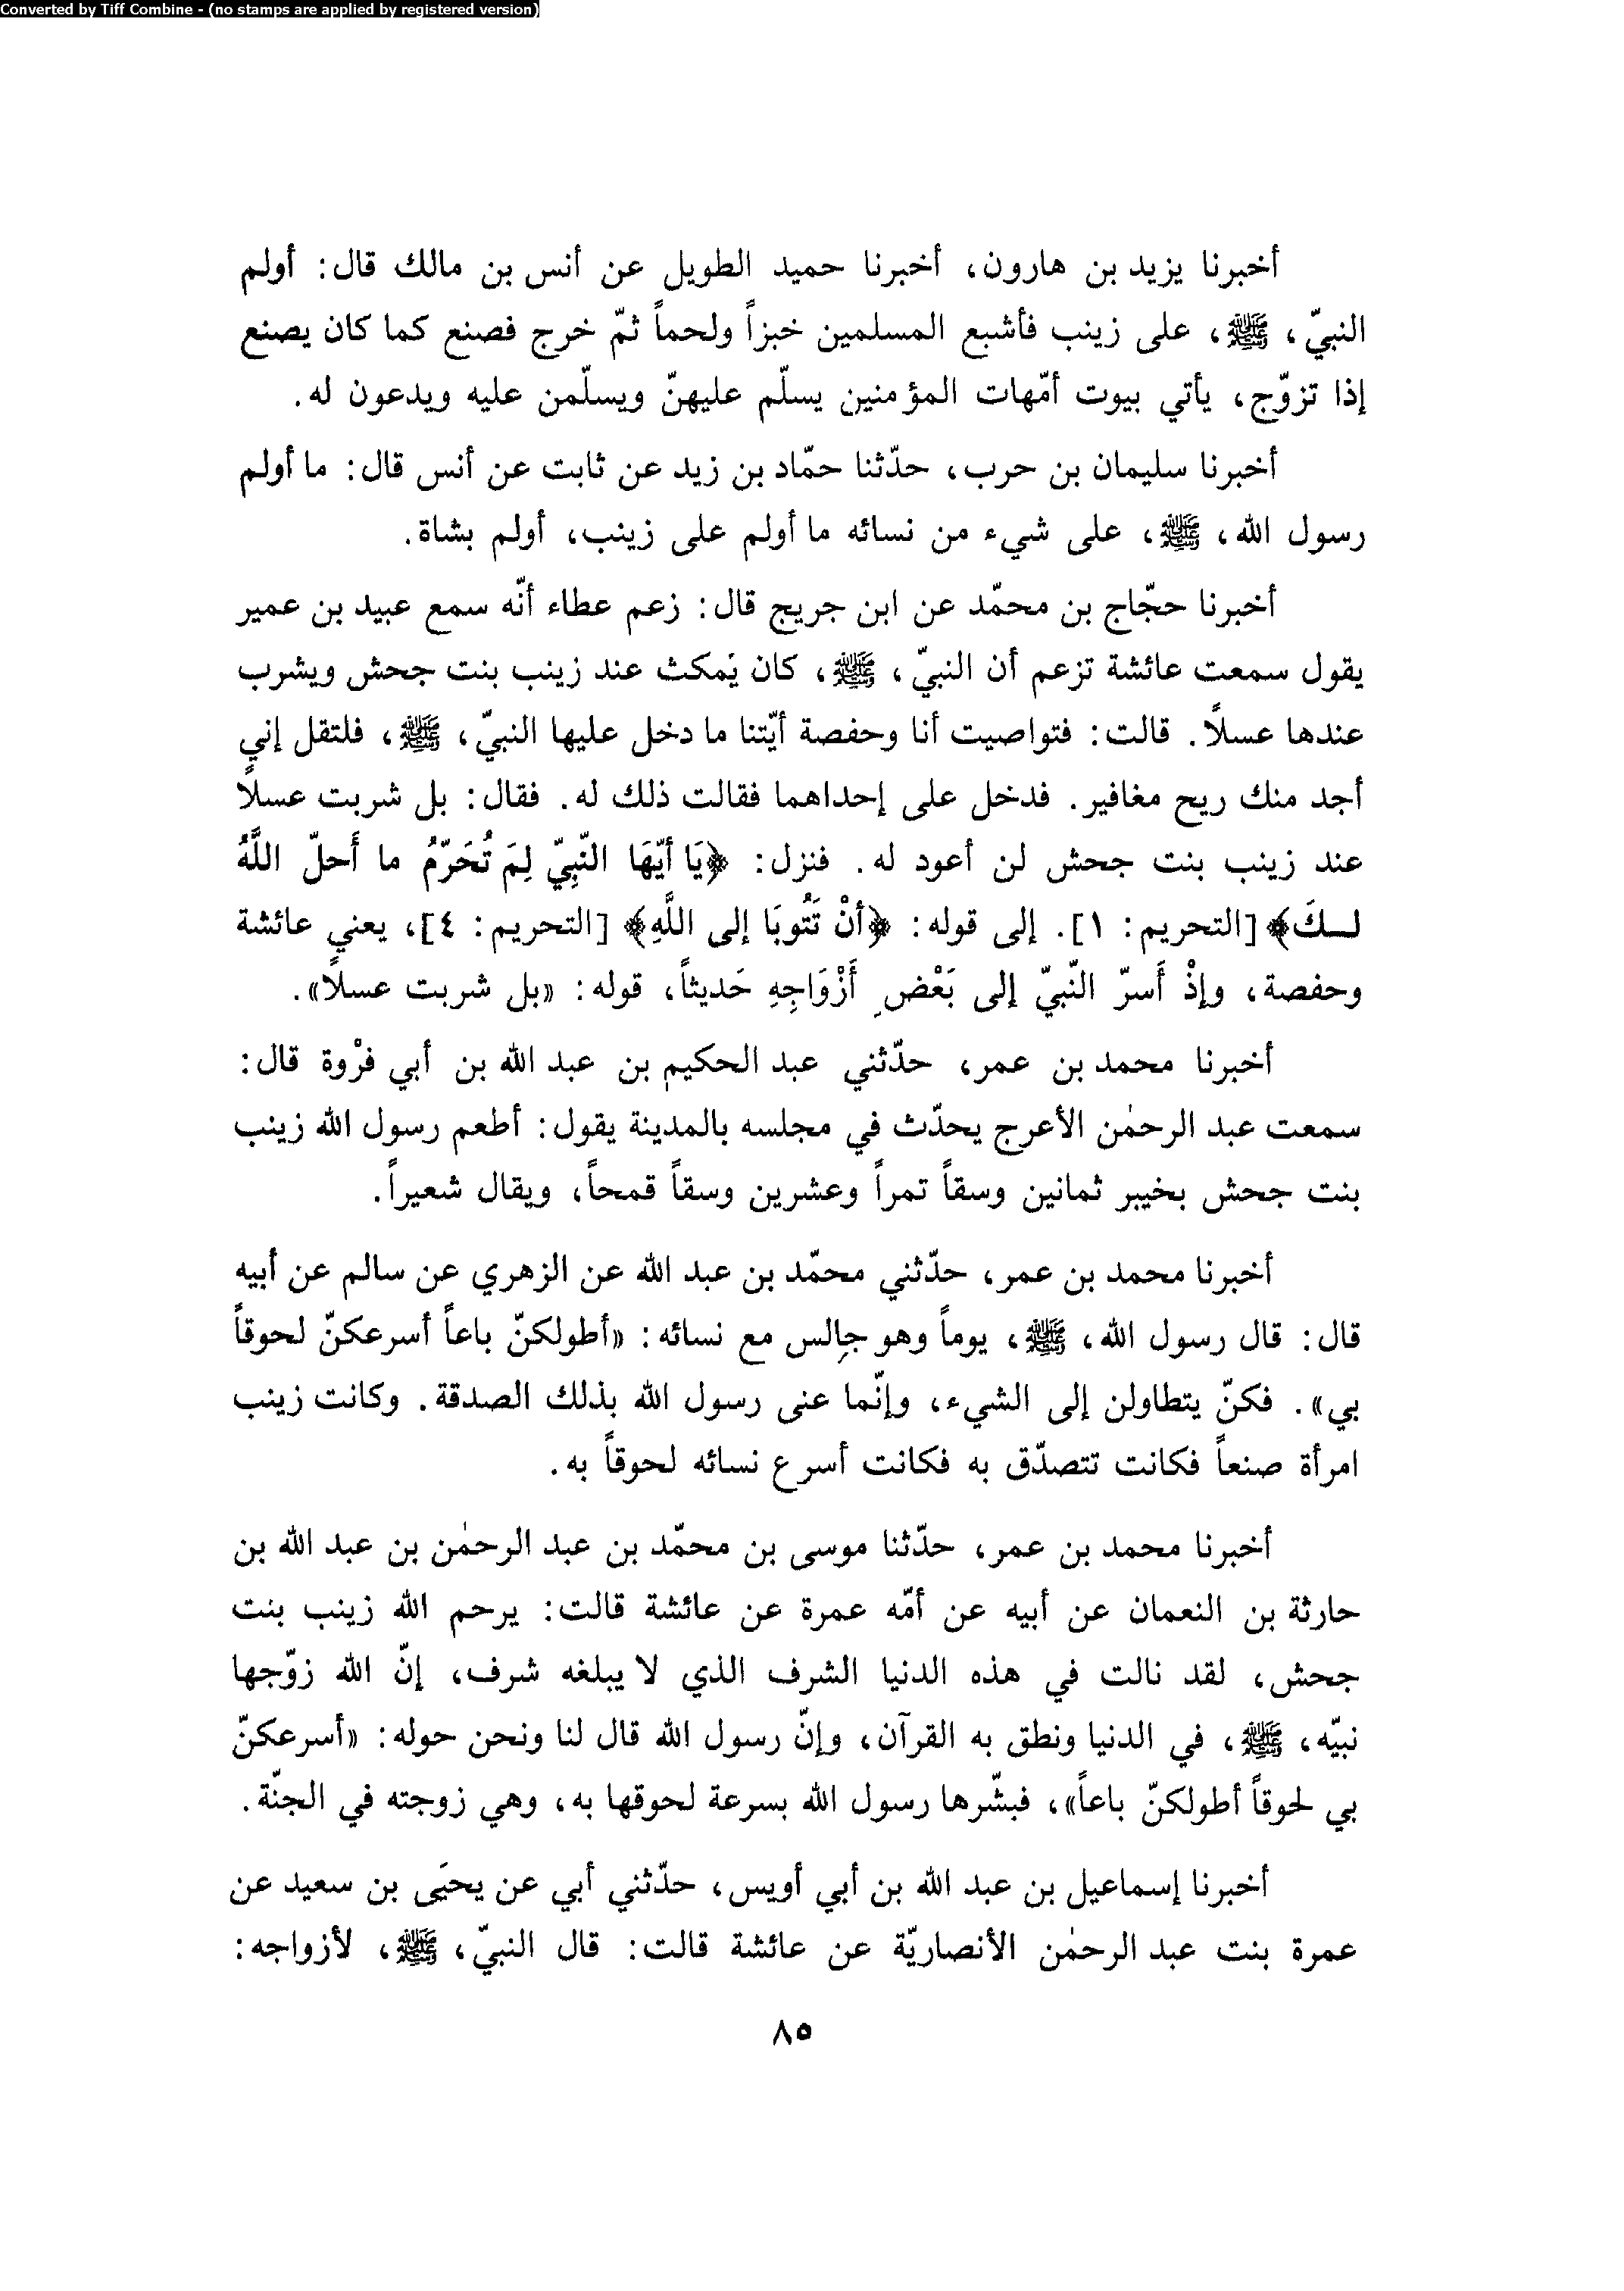 Converted by Tiff Combine - (no stamps are applied by registered version)
أخبرنا يزيد بن هارون، أخبرنا حميد الطويل عن أنس بن مالك قال: أولم
النبيّ، ﷺ، على زينب فأشبع المسلمين خبزاً ولحماً ثمّ خرج فصنع كما كان يصنع
إذا تزوّج، يأتي بيوت أمّهات المؤمنين يسلّم عليهنّ ويسلّمن عليه ويدعون له.
أخبرنا سليمان بن حرب، حدّثنا حمّاد بن زيد عن ثابت عن أنس قال: ما أولم
رسول الله، ﷺ، على شيء من نسائه ما أولم على زينب، أولم بشاة.
أخبرنا حجّاج بن محمّد عن ابن جريج قال: زعم عطاء أنّه سمع عبيد بن عمير
يقول سمعت عائشة تزعم أن النبيّ، ﷺ، كان يَمكث عند زينب بنت جحش ويشرب
عندها عسلاً. قالت: فتواصيت أنا وحفصة أيّتنا ما دخل عليها النبيّ، ﷺ، فلتقل إني
أجد منك ريح مغافير. فدخل على إحداهما فقالت ذلك له. فقال: بل شربت عسلاً
عند زينب بنت جحش لن أعود له. فنزل: ﴿يَا أيّهَا النّبِيّ لِمَ تُحَرّمُ ما أَحلّ اللَّهُ
لـكَ﴾ [التحريم: ١]. إلى قوله: ﴿أنْ تَتُوبَا إلى اللَّهِ﴾ [التحريم: ٤]، يعني عائشة
وحفصة، وإذْ أَسرّ النّبيّ إلى بَعْضِ أَزْوَاجِهِ حَديثاً، قوله: «بل شربت عسلاً».
أخبرنا محمد بن عمر، حدّثني عبد الحكيم بن عبد الله بن أبي فرْوة قال:
سمعت عبد الرحمٰن الأعرج يحدّث في مجلسه بالمدينة يقول: أطعم رسول الله زينب
بنت جحش بخيبر ثمانين وسقاً تمراً وعشرين وسقاً قمحاً، ويقال شعيراً.
أخبرنا محمد بن عمر، حدّثني محمّد بن عبد الله عن الزهري عن سالم عن أبيه
قال: قال رسول الله، ﷺ، يوماً وهو جالِس مع نسائه: «أطولكنّ باعاً أسرعكنّ لحوقاً
بي». فكنّ يتطاولن إلى الشيء، وإنّما عنى رسول الله بذلك الصدقة. وكانت زينب
امرأة صنعاً فكانت تتصدّق به فكانت أسرع نسائه لحوقاً به.
أخبرنا محمد بن عمر، حدّثنا موسى بن محمّد بن عبد الرحمٰن بن عبد الله بن
حارثة بن النعمان عن أبيه عن أمّه عمرة عن عائشة قالت: يرحم الله زينب بنت
جحش، لقد نالت في هذه الدنيا الشرف الذي لا يبلغه شرف، إنّ الله زوّجها
نبيّه، ﷺ، في الدنيا ونطق به القرآن، وإنّ رسول الله قال لنا ونحن حوله: «أسرعكنّ
بي لحوقاً أطولكنّ باعاً»، فبشّرها رسول الله بسرعة لحوقها به، وهي زوجته في الجنّة.
أخبرنا إسماعيل بن عبد الله بن أبي أويس، حدّثني أبي عن يحيَى بن سعيد عن
عمرة بنت عبد الرحمٰن الأنصاريّة عن عائشة قالت: قال النبيّ، ﷺ، لأزواجه:
٨٥